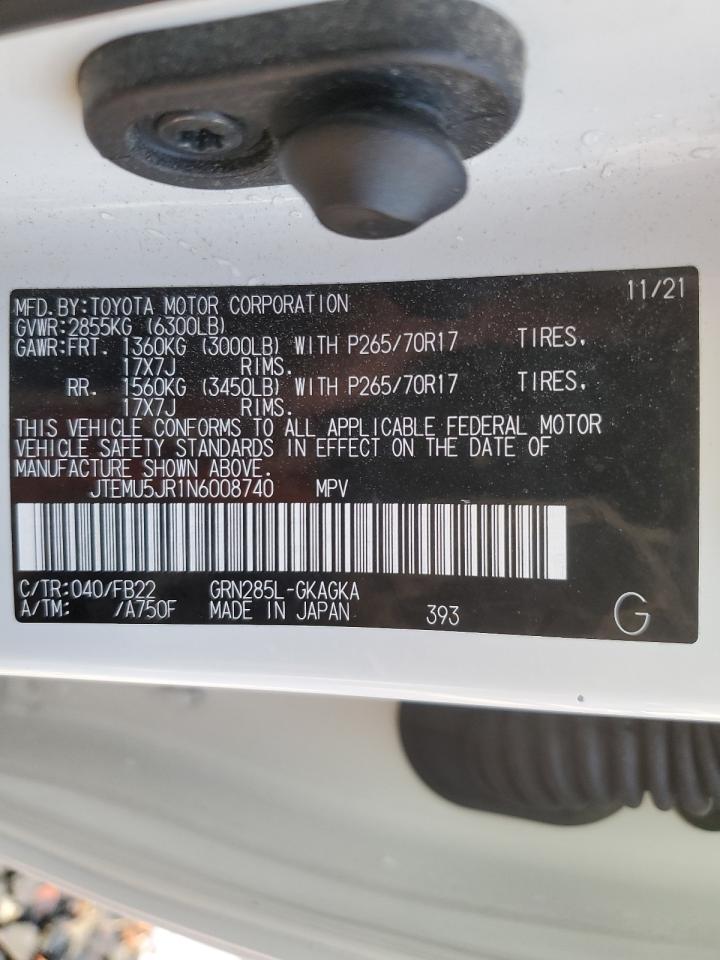 11/21
MFD.BY:TOYOTA MOTOR CORPORATION
GVWR:2855KG (6300LB)
GAWR:FRT. 1360KG (3000LB) WITH P265/70R17 TIRES,
17X7J RIMS.
RR. 1560KG (3450LB) WITH P265/70R17 TIRES,
17X7J RIMS.
THIS VEHICLE CONFORMS TO ALL APPLICABLE FEDERAL MOTOR
VEHICLE SAFETY STANDARDS IN EFFECT ON THE DATE OF
MANUFACTURE SHOWN ABOVE.
JTEMU5JR1N6008740 MPV
C/TR:040/FB22 GRN285L-GKAGKA
A/TM: /A750F MADE IN JAPAN 393
G